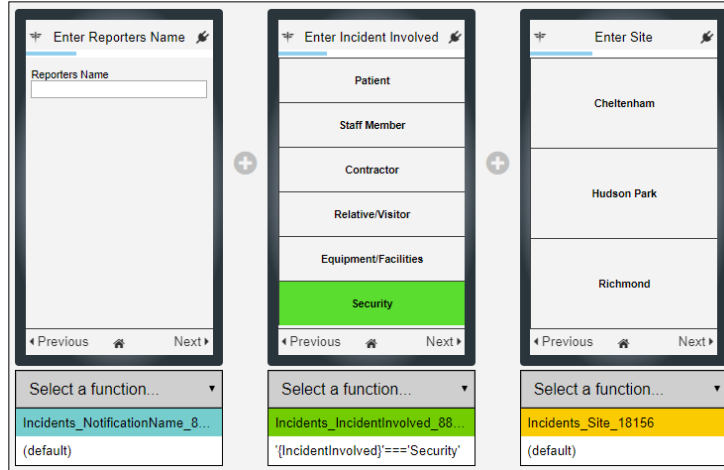 Enter Reporters Name
Reporters Name
Previous
Next
Select a function...
Incidents_NotificationName_8...
(default)
Enter Incident Involved
Patient
Staff Member
Contractor
Relative/Visitor
Equipment/Facilities
Security
Previous
Next
Select a function...
Incidents_IncidentInvolved_88...
'{IncidentInvolved}'==='Security'
Enter Site
Cheltenham
Hudson Park
Richmond
Previous
Next
Select a function...
Incidents_Site_18156
(default)